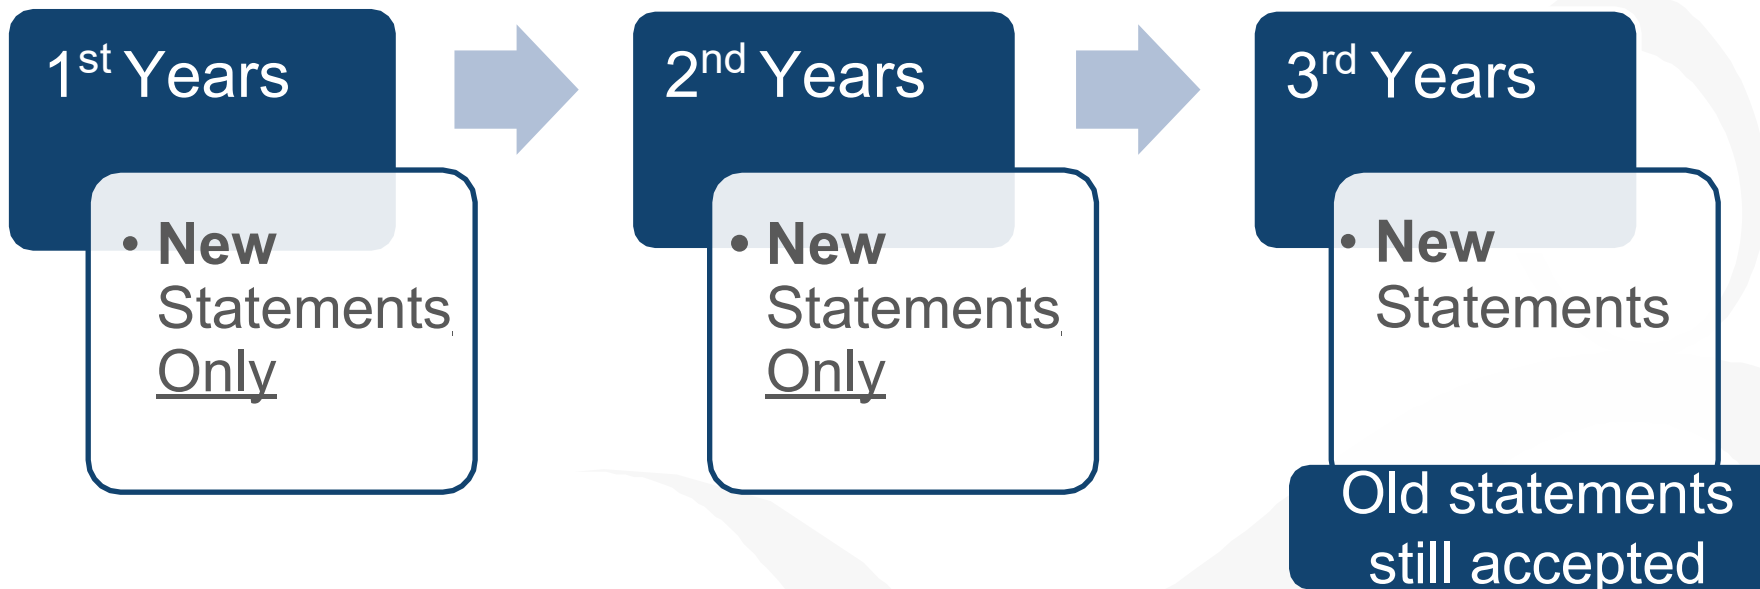 1st Years
• New
Statements
Only
2nd Years
• New
Statements
Only
3rd Years
• New
Statements
Old statements
still accepted